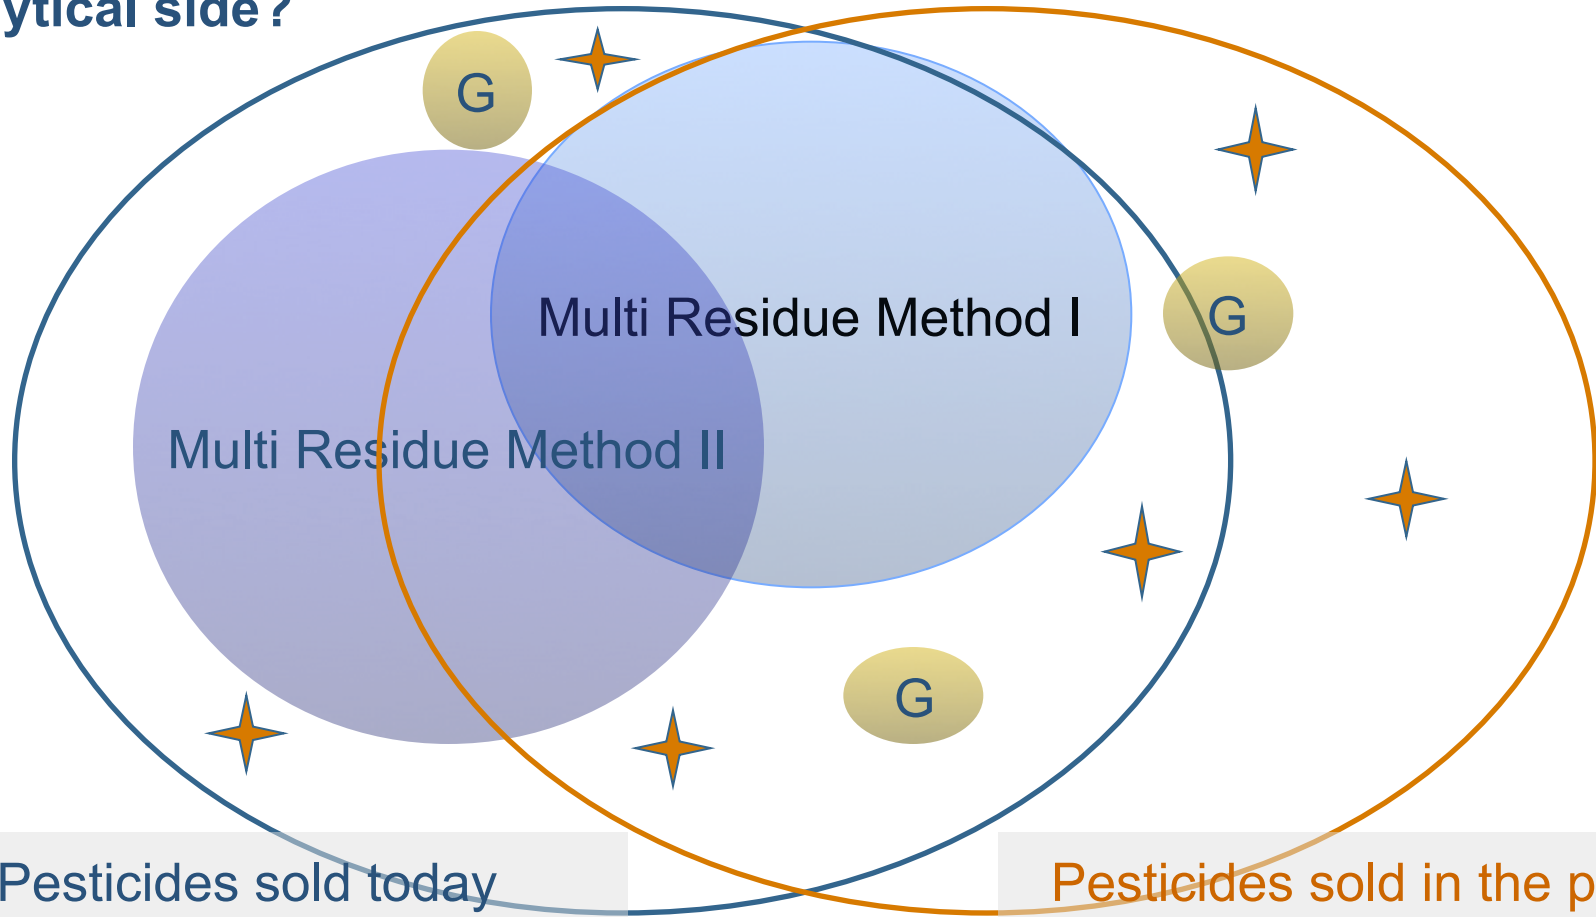 ytical side?
G
G
Multi Residue Method I
Multi Residue Method II
G
Pesticides sold today
Pesticides sold in the p